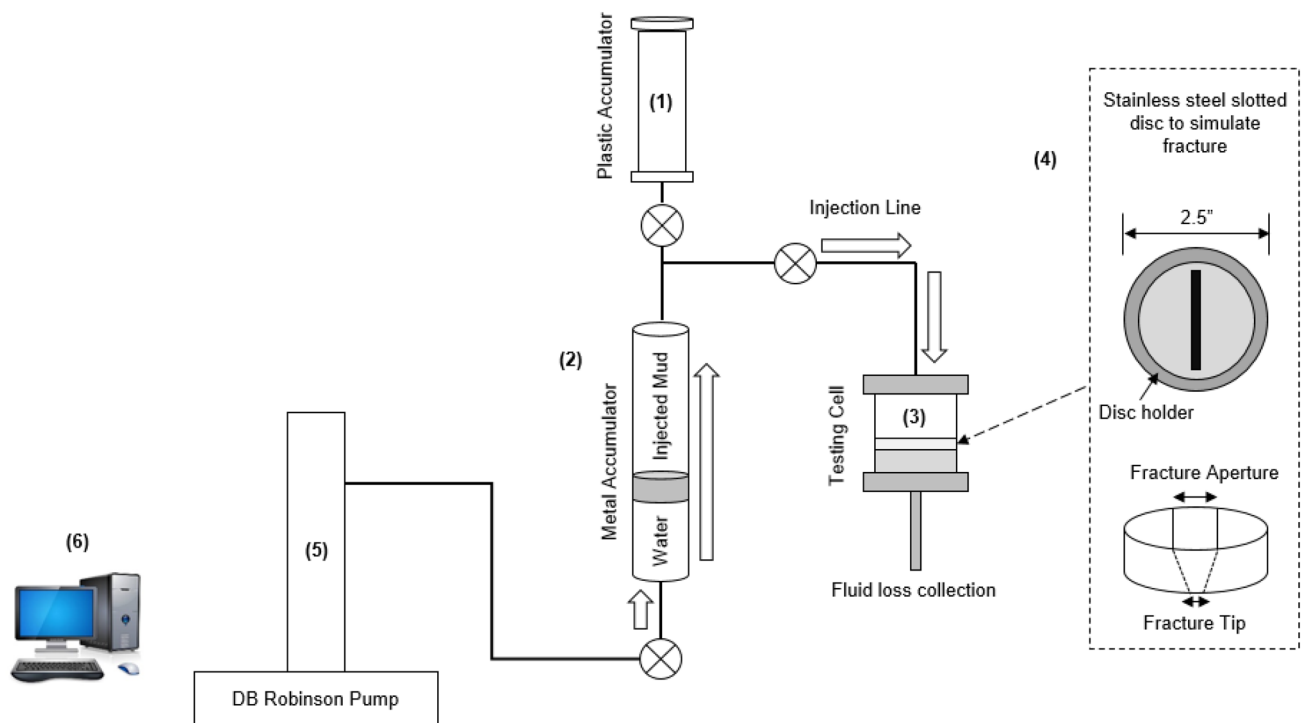 Plastic Accumulator
(1)
Injection Line
(2)
Metal Accumulator
Injected Mud
Water
Testing Cell
(3)
Fluid loss collection
(4)
Stainless steel slotted
disc to simulate
fracture
2.5”
Disc holder
Fracture Aperture
Fracture Tip
(5)
DB Robinson Pump
(6)